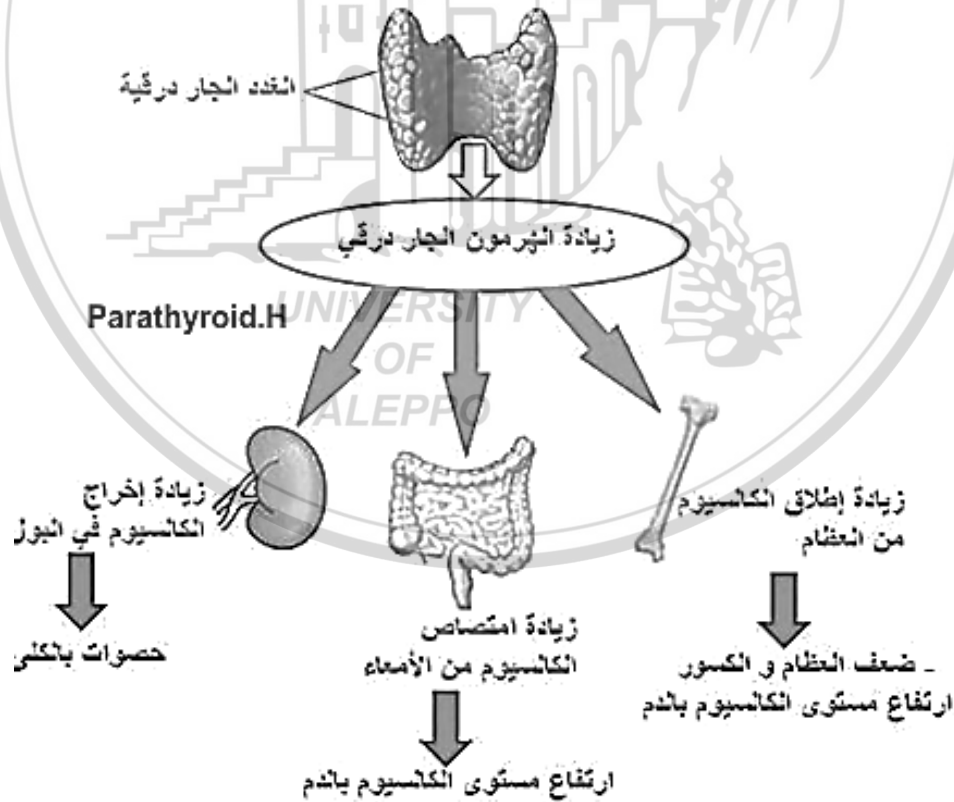 الغدد الجار درقية
زيادة الهرمون الجار درقي
Parathyroid.H
UNIVERSITY
OF
ALEPPO
زيادة إطلاق الكالسيوم
من العظام
ـ ضعف العظام و الكسور
ارتفاع مستوى الكالسيوم بالدم
زيادة امتصاص
الكالسيوم من الأمعاء
ارتفاع مستوى الكالسيوم بالدم
زيادة إخراج
الكالسيوم في البول
حصوات بالكلى